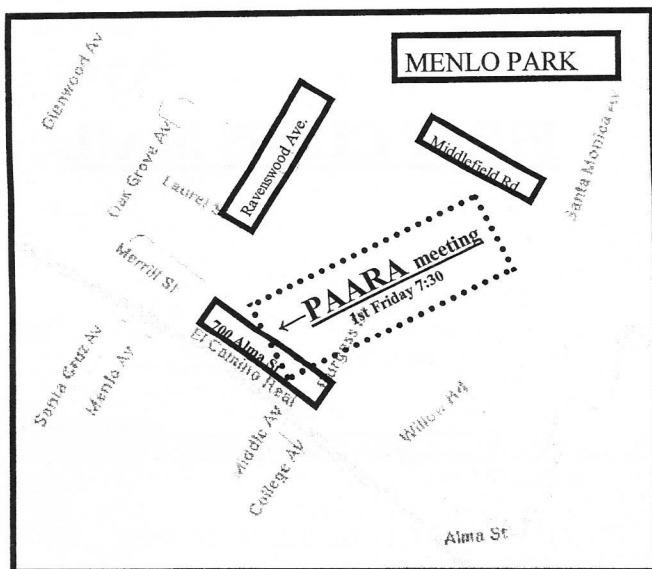 MENLO PARK
Glenwood Av
Oak Grove Av
Laurel S
Ravenswood Ave.
Middlefield Rd
Santa Monica Av
Merrill St
←PAARA meeting
1st Friday 7:30
700 Alma St
El Camino Real
Santa Cruz Av
Menlo Av
Middle Av
College Av
Willow Rd
Alma St